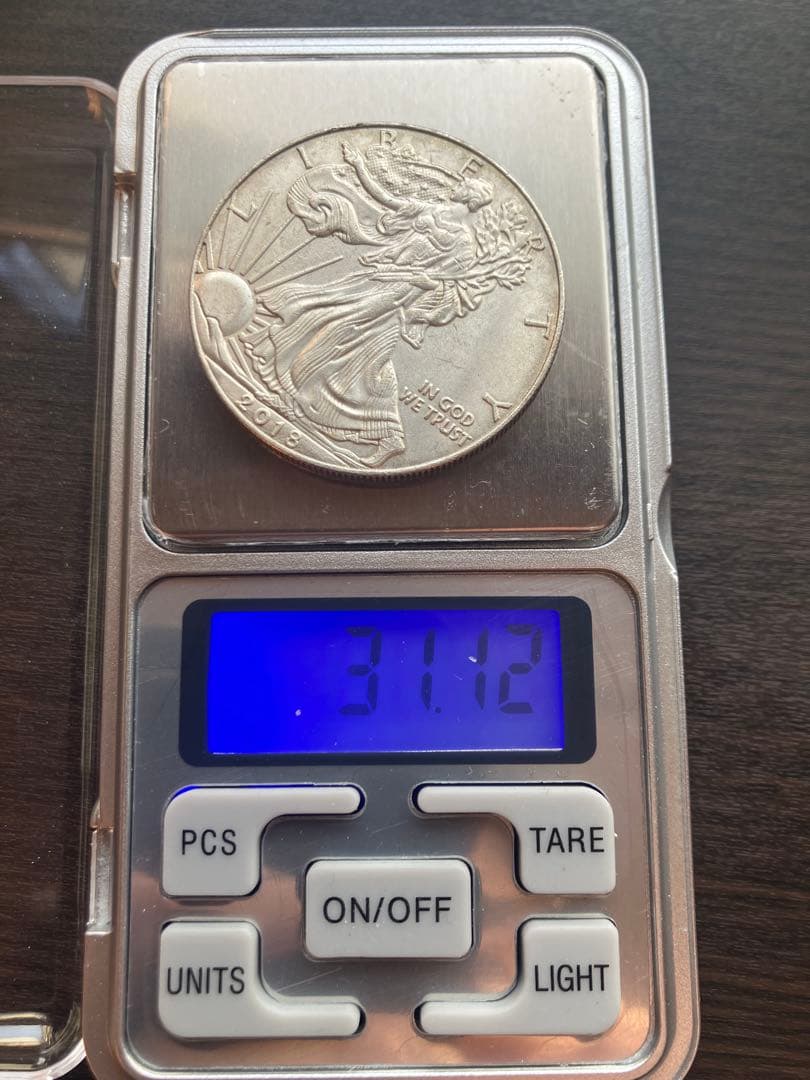 LIBERTY
IN GOD
WE TRUST
2018
31.12
PCS
TARE
ON/OFF
UNITS
LIGHT